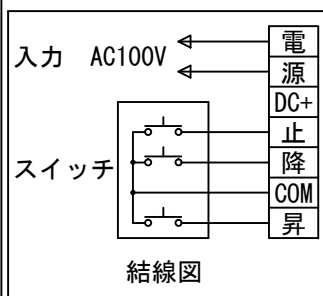 入力 AC100V
スイッチ
電
源
DC+
止
降
COM
昇
結線図